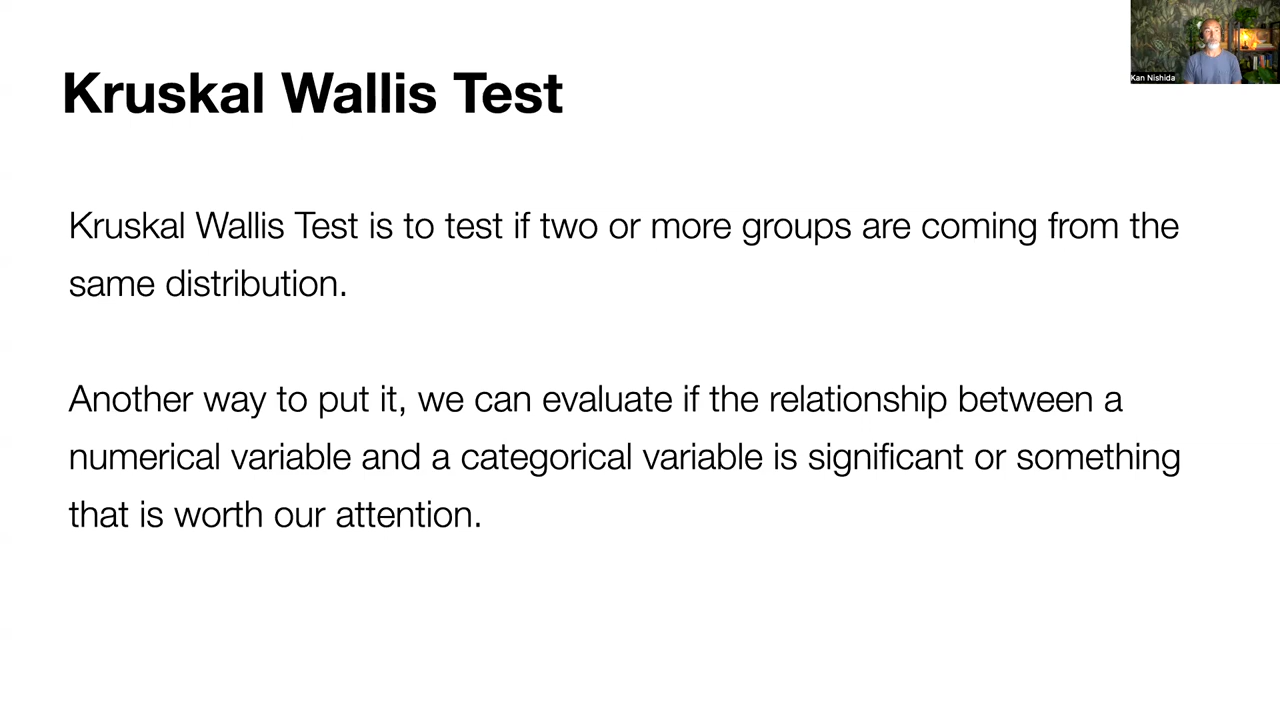 Kan Nishida
Kruskal Wallis Test
Kruskal Wallis Test is to test if two or more groups are coming from the
same distribution.
Another way to put it, we can evaluate if the relationship between a
numerical variable and a categorical variable is significant or something
that is worth our attention.